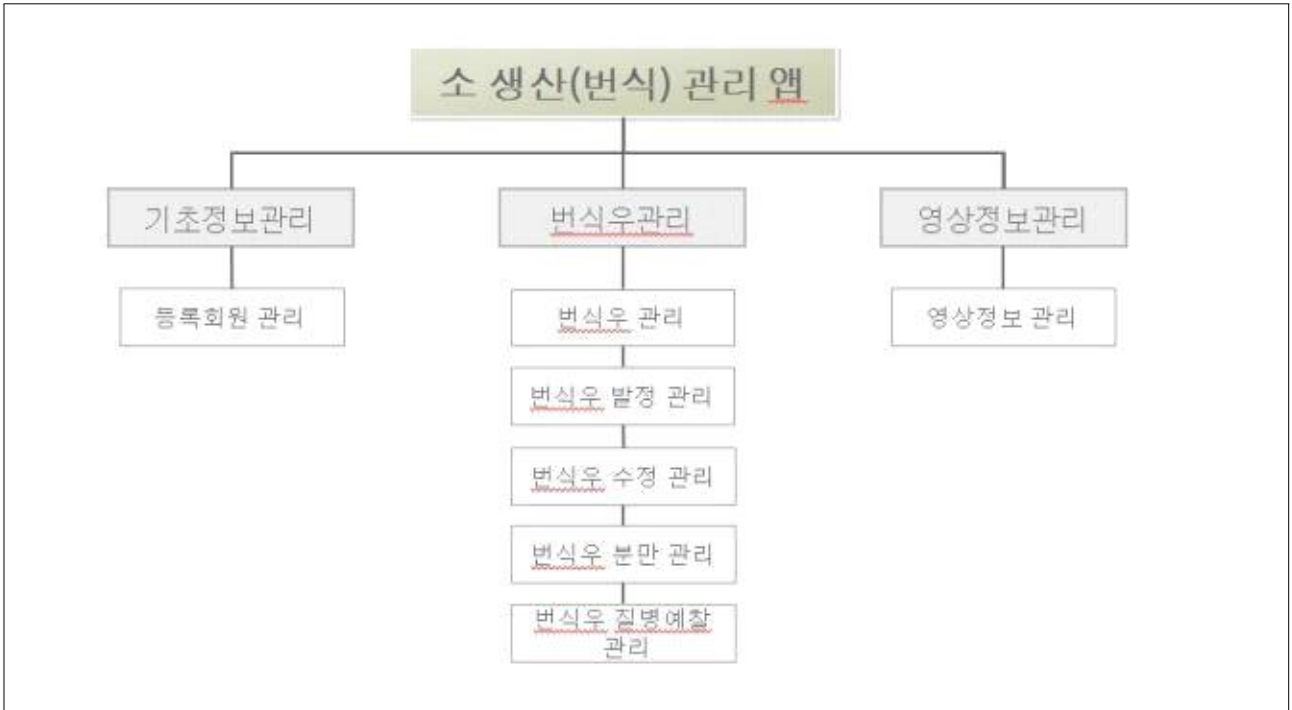 소 생산(번식) 관리 앱
기초정보관리
번식우관리
영상정보관리
등록회원 관리
번식우 관리
영상정보 관리
번식우 발정 관리
번식우 수정 관리
번식우 분만 관리
번식우 질병예찰
관리